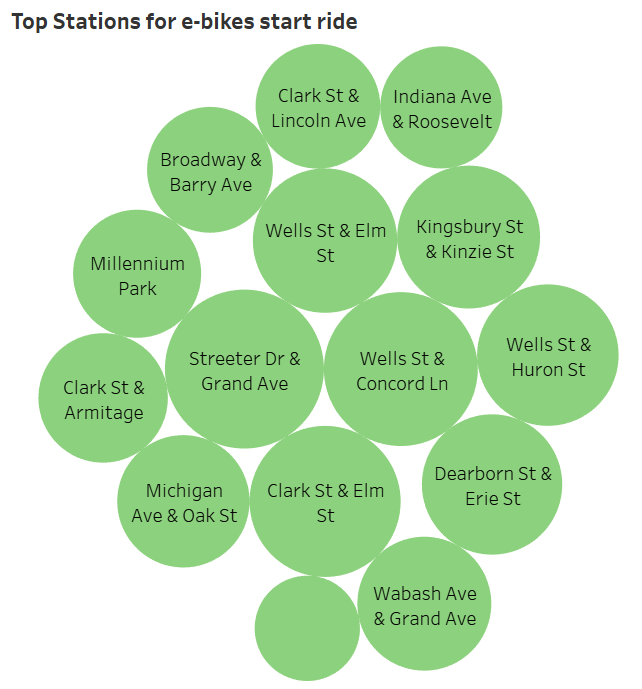 Top Stations for e-bikes start ride
Clark St &
Lincoln Ave
Indiana Ave
& Roosevelt
Broadway &
Barry Ave
Wells St & Elm
St
Kingsbury St
& Kinzie St
Millennium
Park
Streeter Dr &
Grand Ave
Wells St &
Concord Ln
Wells St &
Huron St
Clark St &
Armitage
Michigan
Ave & Oak St
Clark St & Elm
St
Dearborn St &
Erie St
Wabash Ave
& Grand Ave